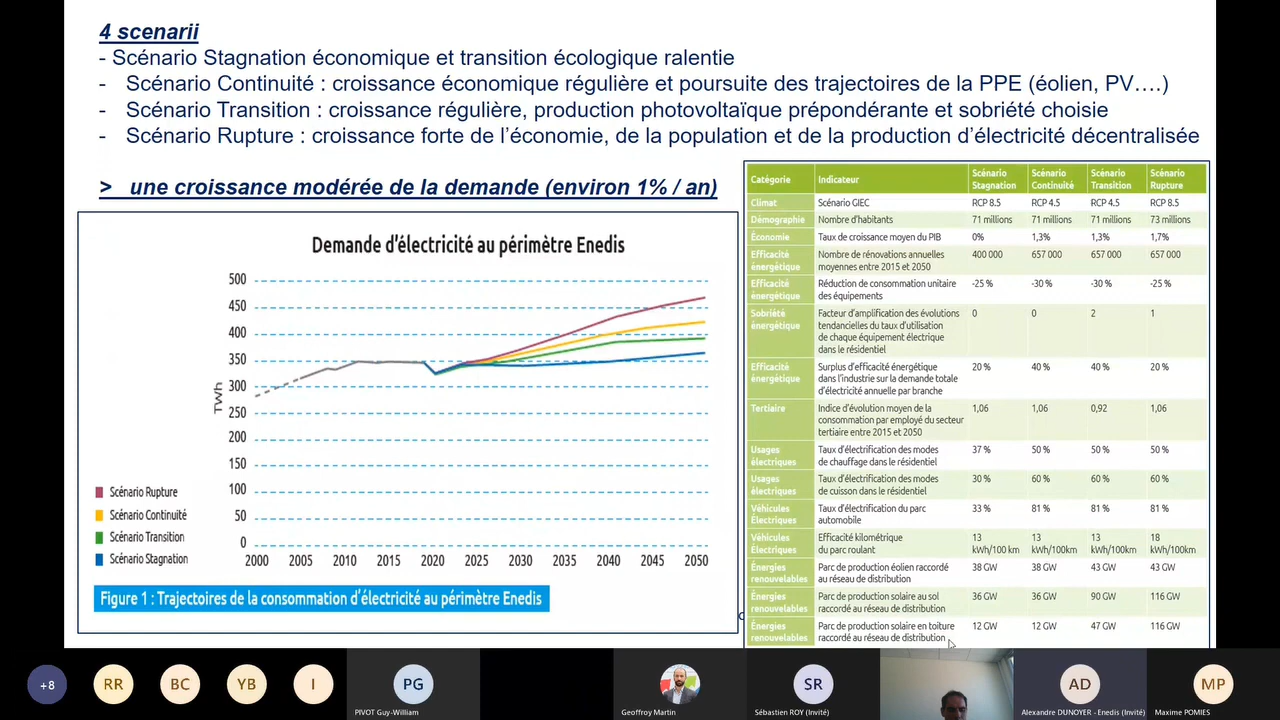 4 scenarii
- Scénario Stagnation économique et transition écologique ralentie
- Scénario Continuité : croissance économique régulière et poursuite des trajectoires de la PPE (éolien, PV….)
- Scénario Transition : croissance régulière, production photovoltaïque prépondérante et sobriété choisie
- Scénario Rupture : croissance forte de l'économie, de la population et de la production d'électricité décentralisée
> une croissance modérée de la demande (environ 1% / an)
Demande d'électricité au périmètre Enedis
500
450
400
350
300
250
200
150
100
50
0
TWh
2000 2005 2010 2015 2020 2025 2030 2035 2040 2045 2050
Scénario Rupture
Scénario Continuité
Scénario Transition
Scénario Stagnation
Figure 1 : Trajectoires de la consommation d'électricité au périmètre Enedis
Catégorie Indicateur Scénario Stagnation Scénario Continuité Scénario Transition Scénario Rupture
Climat Scénario GIEC RCP 8.5 RCP 4.5 RCP 4.5 RCP 8.5
Démographie Nombre d'habitants 71 millions 71 millions 71 millions 73 millions
Économie Taux de croissance moyen du PIB 0% 1,3% 1,3% 1,7%
Efficacité énergétique Nombre de rénovations annuelles moyennes entre 2015 et 2050 400 000 657 000 657 000 657 000
Efficacité énergétique Réduction de consommation unitaire des équipements -25 % -30 % -30 % -25 %
Sobriété énergétique Facteur d'amplification des évolutions tendancielles du taux d'utilisation de chaque équipement électrique dans le résidentiel 0 0 2 1
Efficacité énergétique Surplus d'efficacité énergétique dans l'industrie sur la demande totale d'électricité annuelle par branche 20 % 40 % 40 % 20 %
Tertiaire Indice d'évolution moyen de la consommation par employé du secteur tertiaire entre 2015 et 2050 1,06 1,06 0,92 1,06
Usages électriques Taux d'électrification des modes de chauffage dans le résidentiel 37 % 50 % 50 % 50 %
Usages électriques Taux d'électrification des modes de cuisson dans le résidentiel 30 % 60 % 60 % 60 %
Véhicules Électriques Taux d'électrification du parc automobile 33 % 81 % 81 % 81 %
Véhicules Électriques Efficacité kilométrique du parc roulant 13 kWh/100 km 13 kWh/100km 13 kWh/100km 18 kWh/100km
Énergies renouvelables Parc de production éolien raccordé au réseau de distribution 38 GW 38 GW 43 GW 43 GW
Énergies renouvelables Parc de production solaire au sol raccordé au réseau de distribution 36 GW 36 GW 90 GW 116 GW
Énergies renouvelables Parc de production solaire en toiture raccordé au réseau de distribution 12 GW 12 GW 47 GW 116 GW
+8
RR
BC
YB
I
PG
PIVOT Guy-William
Geoffroy Martin
SR
Sébastien ROY (Invité)
AD
Alexandre DUNOYER - Enedis (Invité)
MP
Maxime POMIES